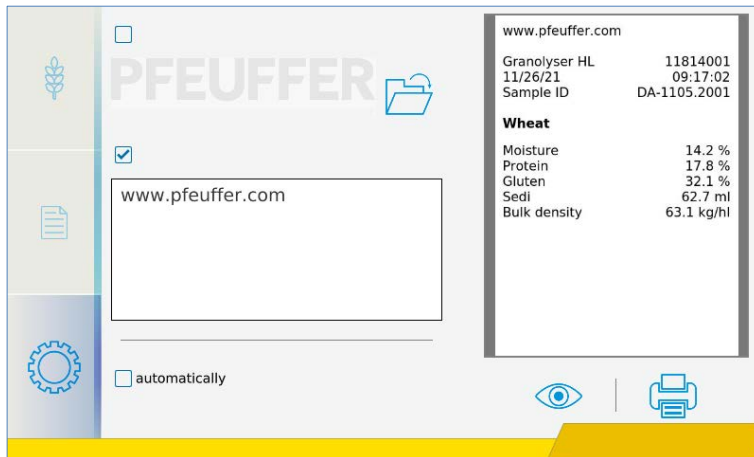 PFEUFFER
www.pfeuffer.com
automatically
www.pfeuffer.com
Granolyser HL 11814001
11/26/21 09:17:02
Sample ID DA-1105.2001
Wheat
Moisture 14.2 %
Protein 17.8 %
Gluten 32.1 %
Sedi 62.7 ml
Bulk density 63.1 kg/hl